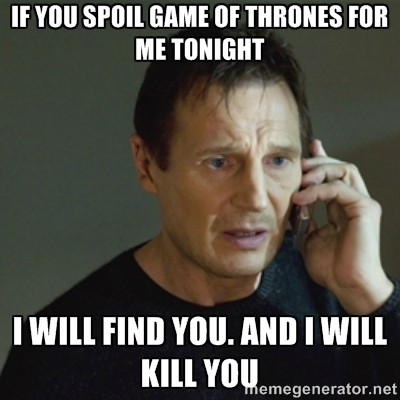 IF YOU SPOIL GAME OF THRONES FOR
ME TONIGHT
I WILL FIND YOU. AND I WILL
KILL YOU
memegenerator.net